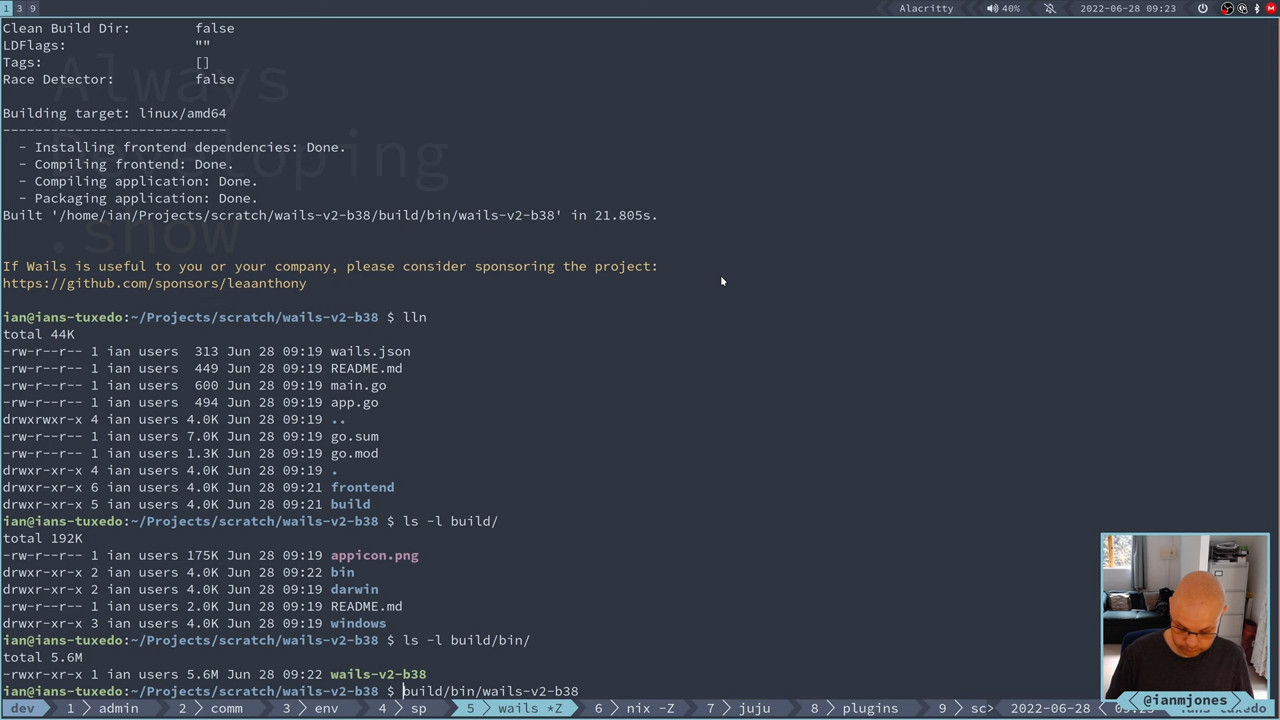 1 3 9 Alacritty 40% 2022-06-28 09:23
Clean Build Dir: false
LDFlags: ""
Tags: []
Race Detector: false
Always
Developing
.show
Building target: linux/amd64
----------------------------
- Installing frontend dependencies: Done.
- Compiling frontend: Done.
- Compiling application: Done.
- Packaging application: Done.
Built '/home/ian/Projects/scratch/wails-v2-b38/build/bin/wails-v2-b38' in 21.805s.
If Wails is useful to you or your company, please consider sponsoring the project:
https://github.com/sponsors/leaanthony
ian@ians-tuxedo:~/Projects/scratch/wails-v2-b38 $ lln
total 44K
-rw-r--r-- 1 ian users 313 Jun 28 09:19 wails.json
-rw-r--r-- 1 ian users 449 Jun 28 09:19 README.md
-rw-r--r-- 1 ian users 600 Jun 28 09:19 main.go
-rw-r--r-- 1 ian users 494 Jun 28 09:19 app.go
drwxrwxr-x 4 ian users 4.0K Jun 28 09:19 ..
-rw-r--r-- 1 ian users 7.0K Jun 28 09:19 go.sum
-rw-r--r-- 1 ian users 1.3K Jun 28 09:19 go.mod
drwxr-xr-x 4 ian users 4.0K Jun 28 09:19 .
drwxr-xr-x 6 ian users 4.0K Jun 28 09:21 frontend
drwxr-xr-x 5 ian users 4.0K Jun 28 09:21 build
ian@ians-tuxedo:~/Projects/scratch/wails-v2-b38 $ ls -l build/
total 192K
-rw-r--r-- 1 ian users 175K Jun 28 09:19 appicon.png
drwxr-xr-x 2 ian users 4.0K Jun 28 09:22 bin
drwxr-xr-x 2 ian users 4.0K Jun 28 09:19 darwin
-rw-r--r-- 1 ian users 2.0K Jun 28 09:19 README.md
drwxr-xr-x 3 ian users 4.0K Jun 28 09:19 windows
ian@ians-tuxedo:~/Projects/scratch/wails-v2-b38 $ ls -l build/bin/
total 5.6M
-rwxr-xr-x 1 ian users 5.6M Jun 28 09:22 wails-v2-b38
ian@ians-tuxedo:~/Projects/scratch/wails-v2-b38 $ build/bin/wails-v2-b38
@ianmjones
dev 1 admin 2 comm 3 env 4 sp 5 wails *Z 6 nix -Z 7 juju 8 plugins 9 sc> 2022-06-28